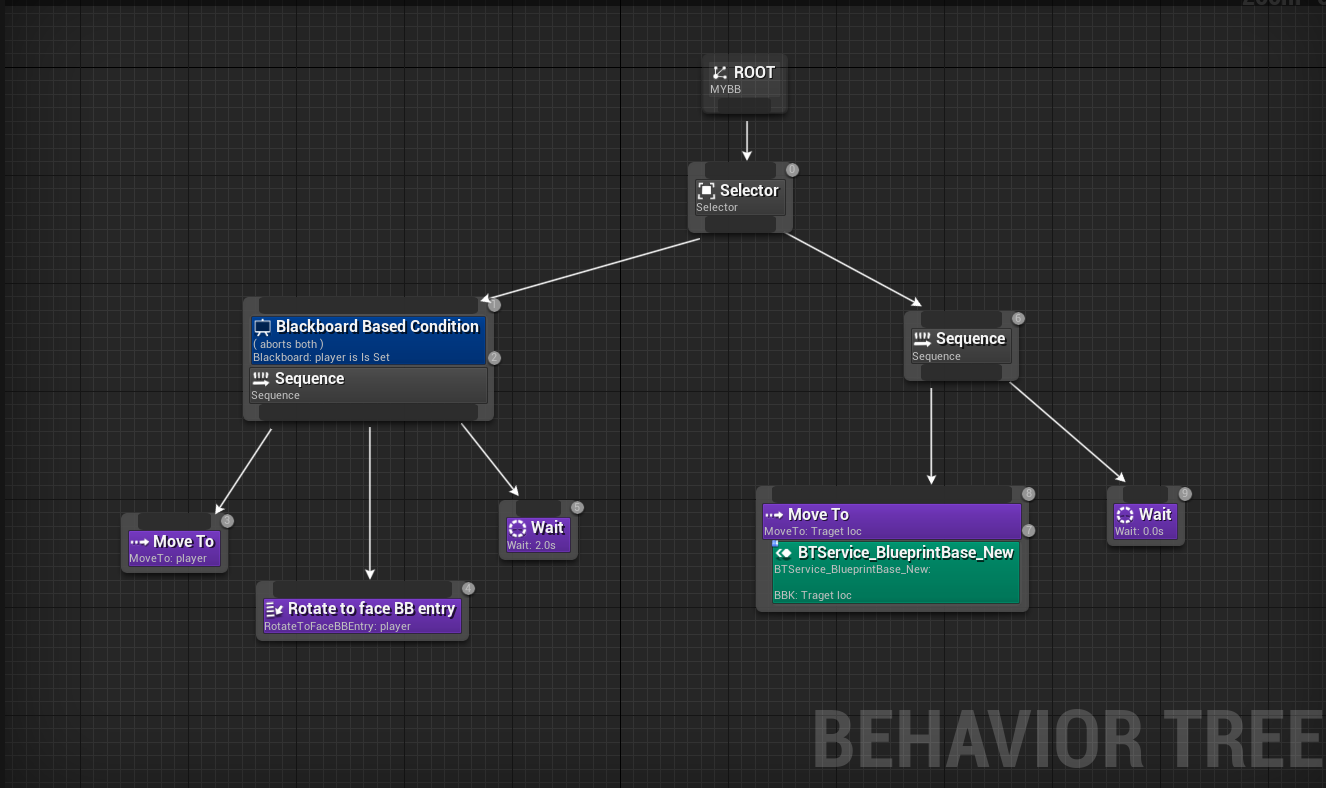 ROOT
MYBB
0
Selector
Selector
1
Blackboard Based Condition
( aborts both )
Blackboard: player is Is Set
2
Sequence
Sequence
6
Sequence
Sequence
3
Move To
MoveTo: player
4
Rotate to face BB entry
RotateToFaceBBEntry: player
5
Wait
Wait: 2.0s
8
Move To
MoveTo: Traget loc
7
BTService_BlueprintBase_New
BTService_BlueprintBase_New:
BBK: Traget loc
9
Wait
Wait: 0.0s
BEHAVIOR TREE